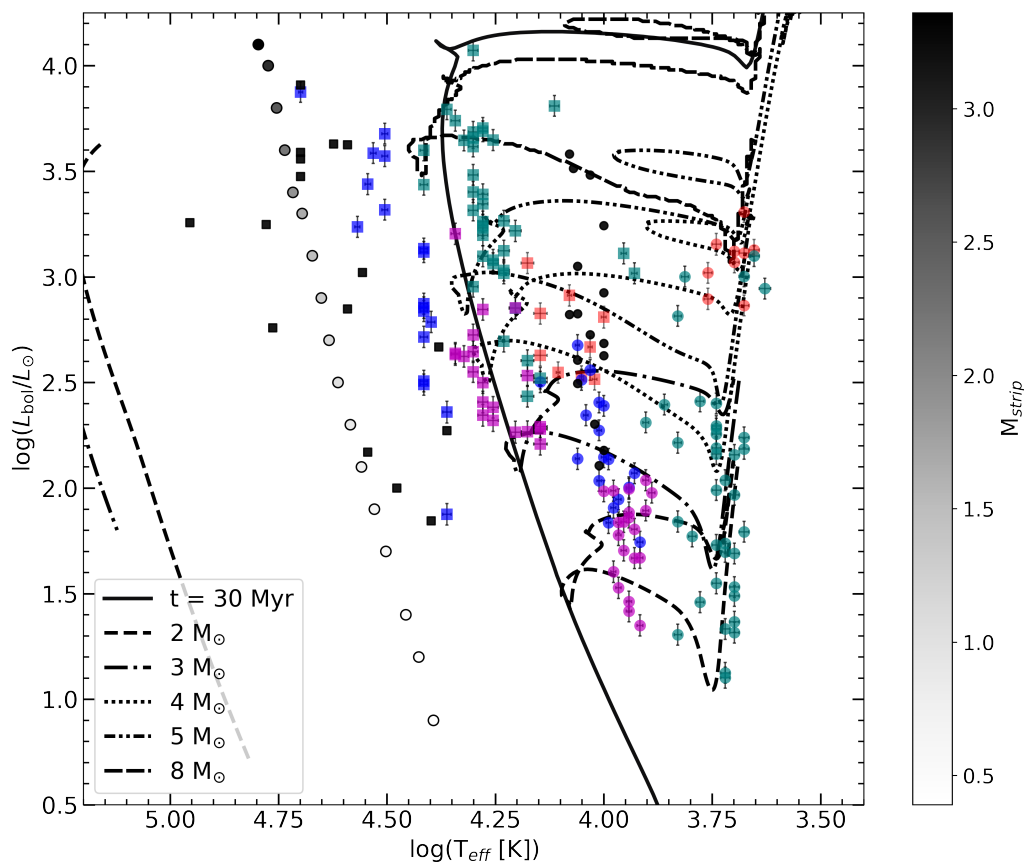 4.0
3.5
3.0
2.5
2.0
1.5
1.0
0.5
log(L_bol/L_⊙)
5.00 4.75 4.50 4.25 4.00 3.75 3.50
log(T_eff [K])
t = 30 Myr
2 M_⊙
3 M_⊙
4 M_⊙
5 M_⊙
8 M_⊙
3.0
2.5
2.0
1.5
1.0
0.5
M_strip